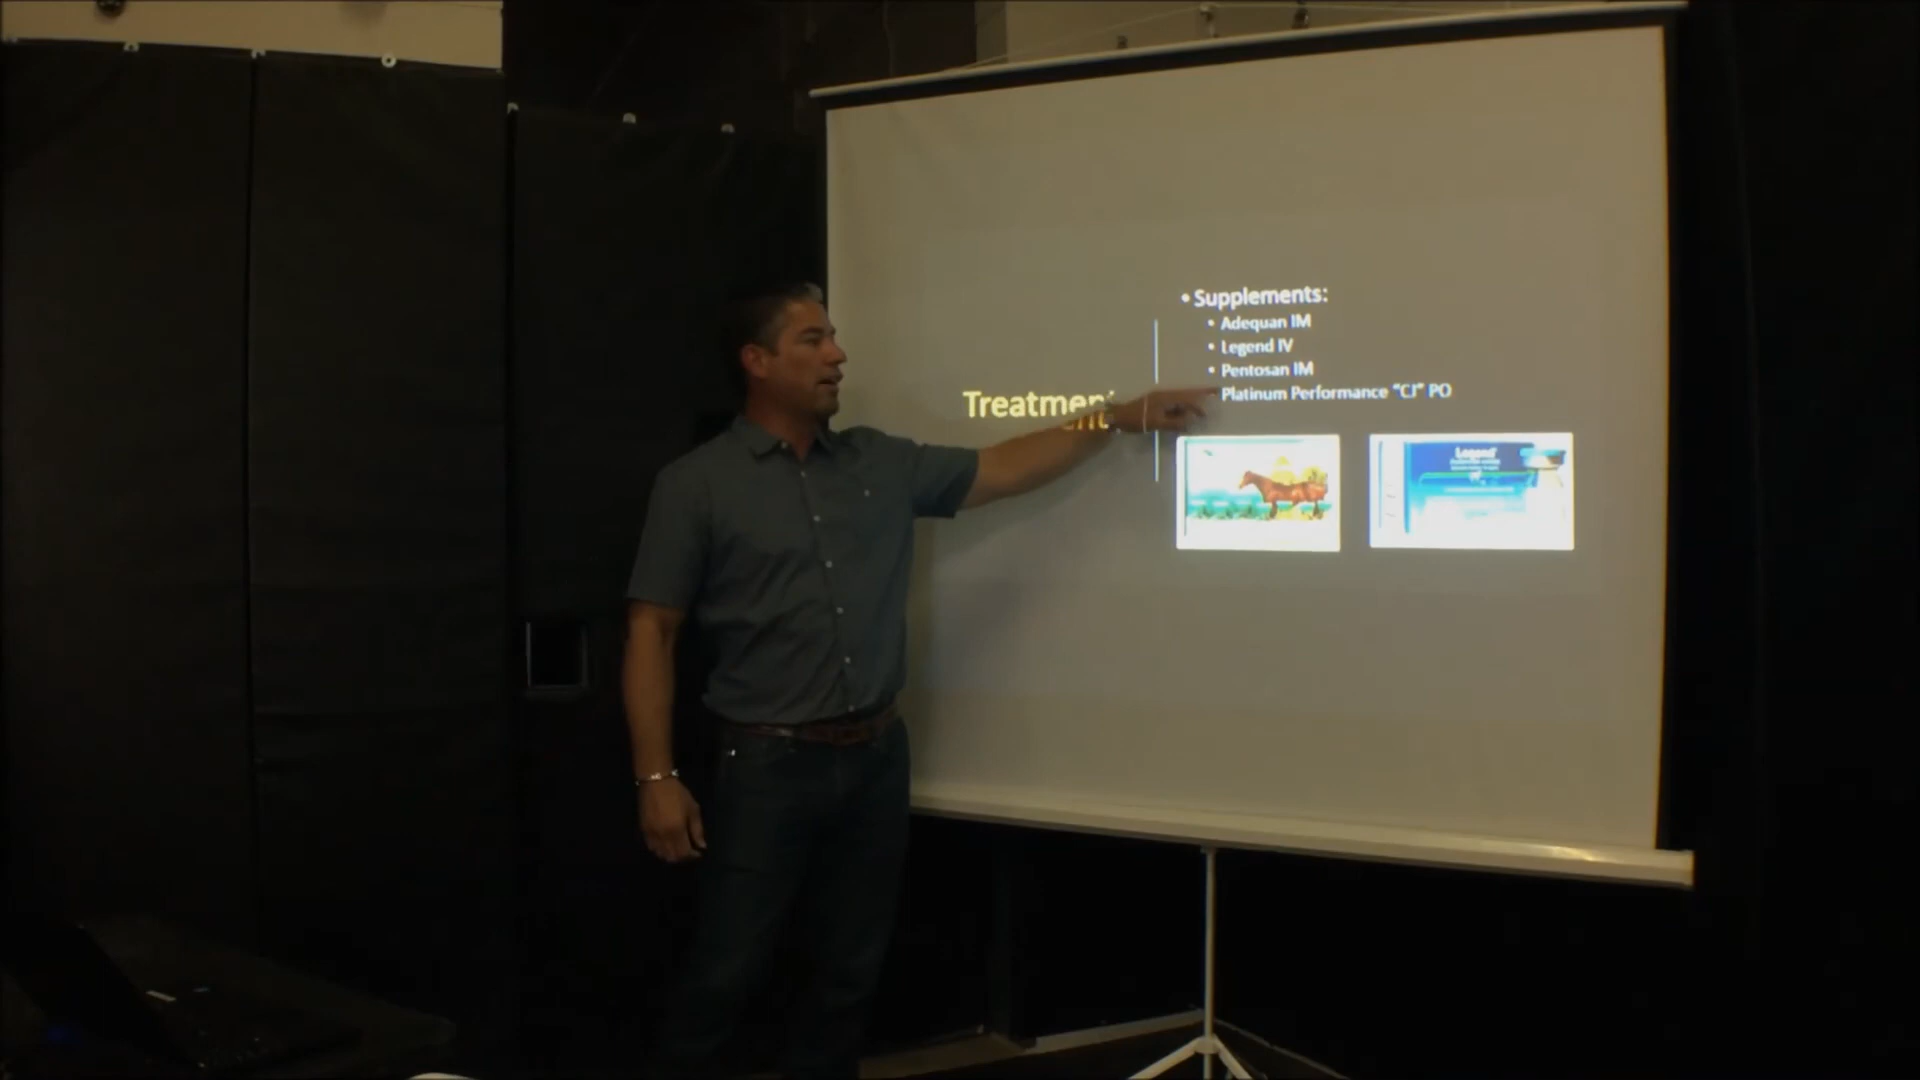 Treatment
• Supplements:
• Adequan IM
• Legend IV
• Pentosan IM
Platinum Performance "CJ" PO
Legend